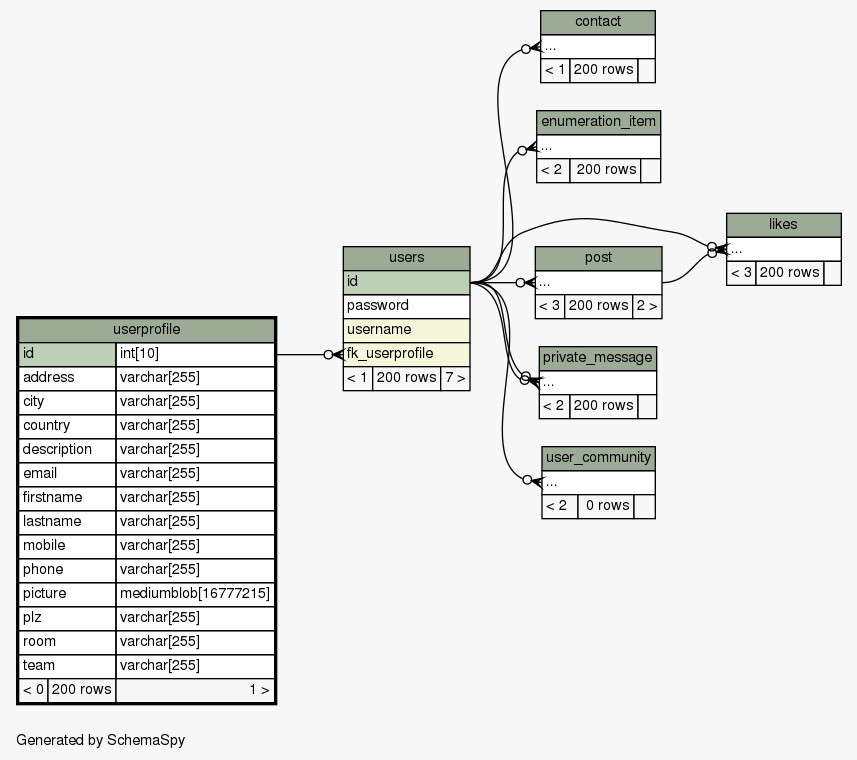 contact
...
< 1 200 rows
enumeration_item
...
< 2 200 rows
likes
...
< 3 200 rows
users
id
password
username
fk_userprofile
< 1 200 rows 7 >
post
...
< 3 200 rows 2 >
private_message
...
< 2 200 rows
user_community
...
< 2 0 rows
userprofile
id int[10]
address varchar[255]
city varchar[255]
country varchar[255]
description varchar[255]
email varchar[255]
firstname varchar[255]
lastname varchar[255]
mobile varchar[255]
phone varchar[255]
picture mediumblob[16777215]
plz varchar[255]
room varchar[255]
team varchar[255]
< 0 200 rows 1 >
Generated by SchemaSpy